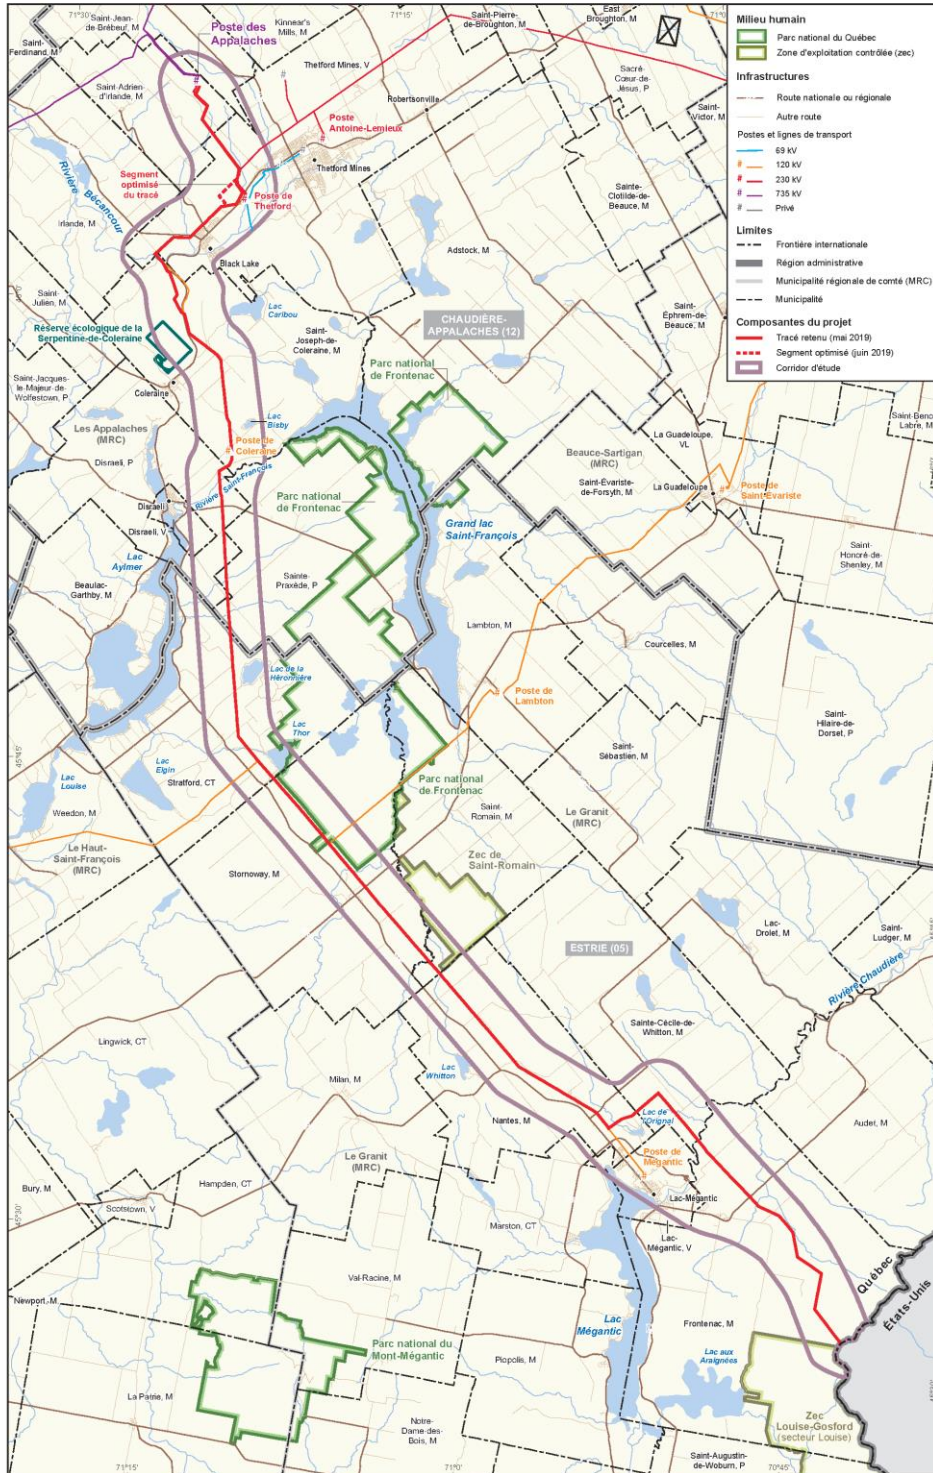 71°30'
71°15'
71°0'
Saint-Jean-
de-Brébeuf, M
Poste des
Appalaches
Kinnear's
Mills, M
Saint-Pierre-
de-Broughton, M
East
Broughton, M
Saint-
Ferdinand, M
Thetford Mines, V
Saint-Adrien-
d'Irlande, M
Robertsonville
Sacré-
Cœur-de-
Jésus, P
Saint-
Victor, M
Poste
Antoine-Lemieux
Thetford Mines
Segment
optimisé
du tracé
Poste de
Thetford
Rivière
Bécancour
Sainte-
Clotilde-de-
Beauce, M
Irlande, M
Black Lake
Adstock, M
46°0'
Saint-
Julien, M
Lac
Caribou
Saint-
Éphrem-de-
Beauce, M
CHAUDIÈRE-
APPALACHES (12)
Réserve écologique de la
Serpentine-de-Coleraine
Saint-
Joseph-de-
Coleraine, M
Parc national
de Frontenac
Saint-Jacques-
le-Majeur-de-
Wolfestown, P
Coleraine
Les Appalaches
(MRC)
Lac
Bisby
Poste de
Coleraine
Saint-Benoît-
Labre, M
La Guadeloupe,
VL
Beauce-Sartigan
(MRC)
Disraeli, P
Rivière Saint-François
Saint-Évariste-
de-Forsyth, M
La Guadeloupe
Poste de
Saint-Évariste
Parc national
de Frontenac
Disraeli
Disraeli, V
Grand lac
Saint-François
Lac
Aylmer
Saint-
Honoré-de-
Shenley, M
Beaulac-
Garthby, M
Sainte-
Praxède, P
Lambton, M
Courcelles, M
Lac de la
Héronnière
Poste de
Lambton
Saint-
Hilaire-de-
Dorset, P
Lac
Thor
45°45'
Lac
Elgin
Saint-
Sébastien, M
Lac
Louise
Stratford, CT
Parc national
de Frontenac
Weedon, M
Saint-
Romain, M
Le Granit
(MRC)
Le Haut-
Saint-François
(MRC)
Zec de
Saint-Romain
Stornoway, M
Lac-
Drolet, M
Saint-
Ludger, M
ESTRIE (05)
Rivière Chaudière
Sainte-Cécile-de-
Whitton, M
Lingwick, CT
Lac
Whitton
Milan, M
Lac de
l'Orignal
Nantes, M
Audet, M
Poste de
Mégantic
Le Granit
(MRC)
Bury, M
Hampden, CT
Lac-Mégantic
Scotstown, V
45°30'
Marston, CT
Lac-
Mégantic, V
Québec
États-Unis
Val-Racine, M
Newport, M
Lac
Mégantic
Frontenac, M
Parc national du
Mont-Mégantic
Piopolis, M
Lac aux
Araignées
La Patrie, M
Notre-
Dame-des-
Bois, M
Zec
Louise-Gosford
(secteur Louise)
Saint-Augustin-
de-Woburn, P
71°15'
71°0'
70°45'
Milieu humain
Parc national du Québec
Zone d'exploitation contrôlée (zec)
Infrastructures
Route nationale ou régionale
Autre route
Postes et lignes de transport
69 kV
# 120 kV
# 230 kV
# 735 kV
# Privé
Limites
Frontière internationale
Région administrative
Municipalité régionale de comté (MRC)
Municipalité
Composantes du projet
Tracé retenu (mai 2019)
Segment optimisé (juin 2019)
Corridor d'étude